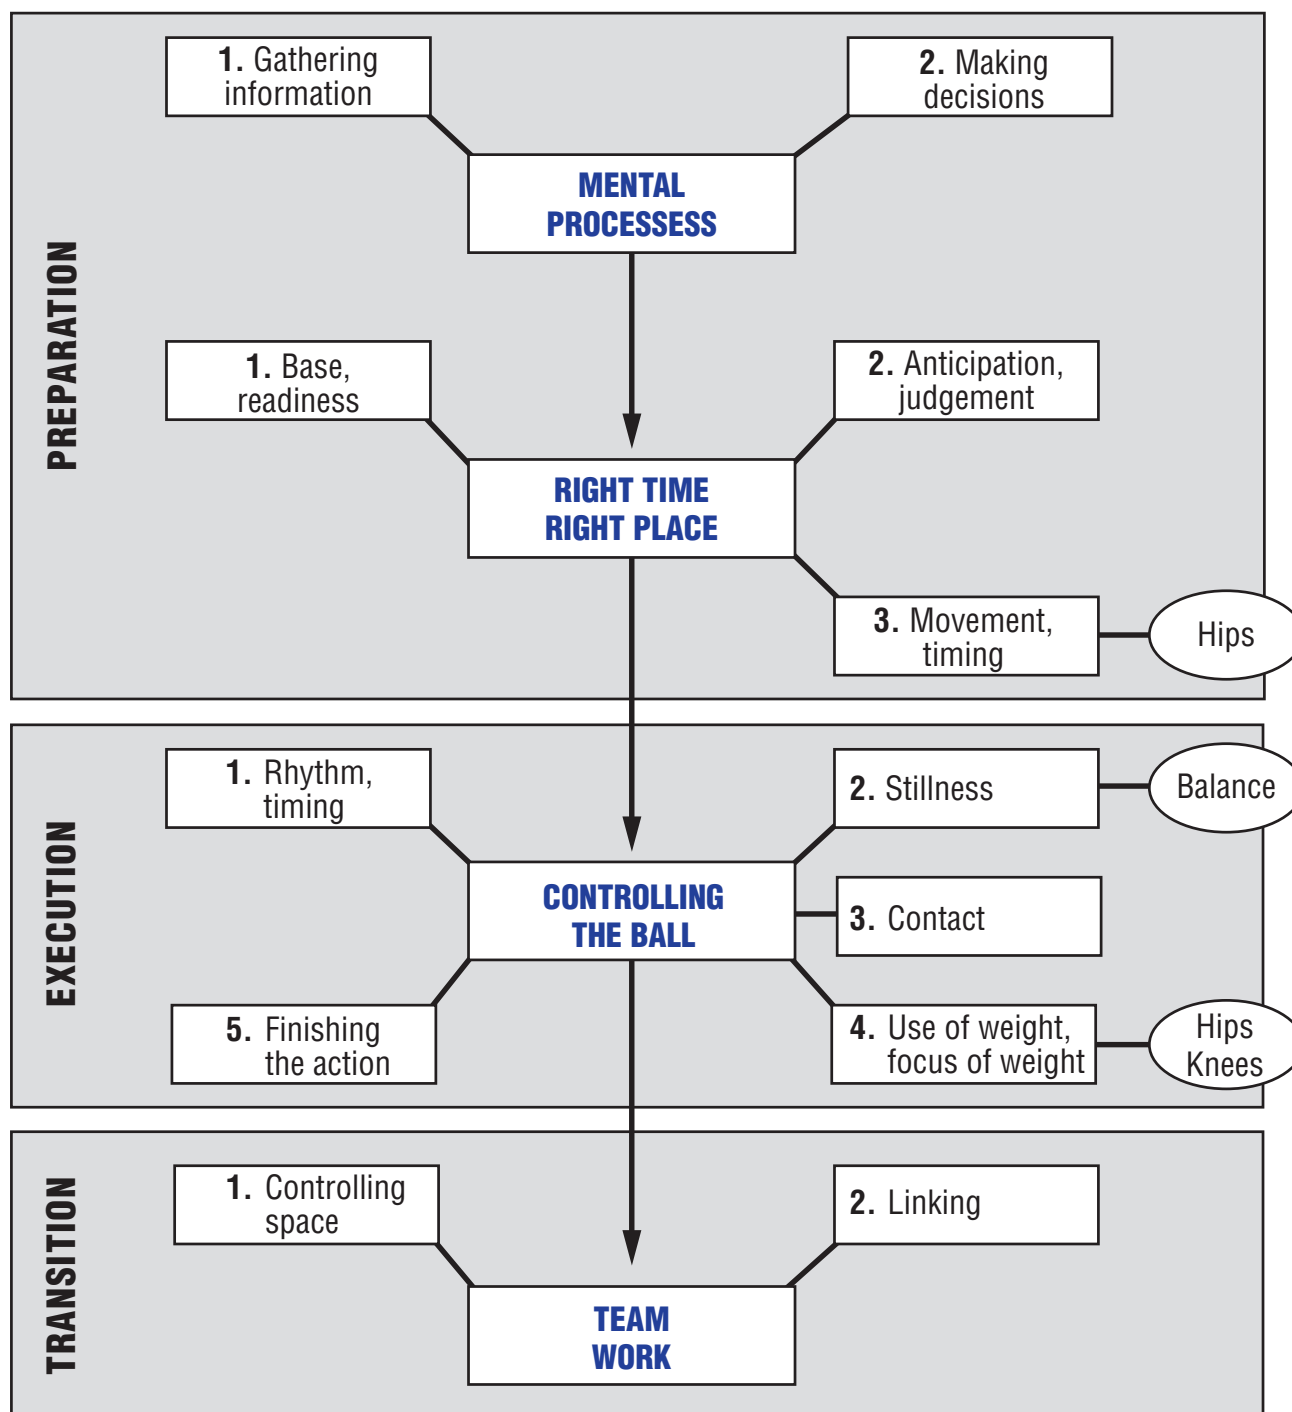 PREPARATION
1. Gathering
information
2. Making
decisions
MENTAL
PROCESSESS
1. Base,
readiness
2. Anticipation,
judgement
RIGHT TIME
RIGHT PLACE
3. Movement,
timing
Hips
EXECUTION
1. Rhythm,
timing
2. Stillness
Balance
CONTROLLING
THE BALL
3. Contact
5. Finishing
the action
4. Use of weight,
focus of weight
Hips
Knees
TRANSITION
1. Controlling
space
2. Linking
TEAM
WORK